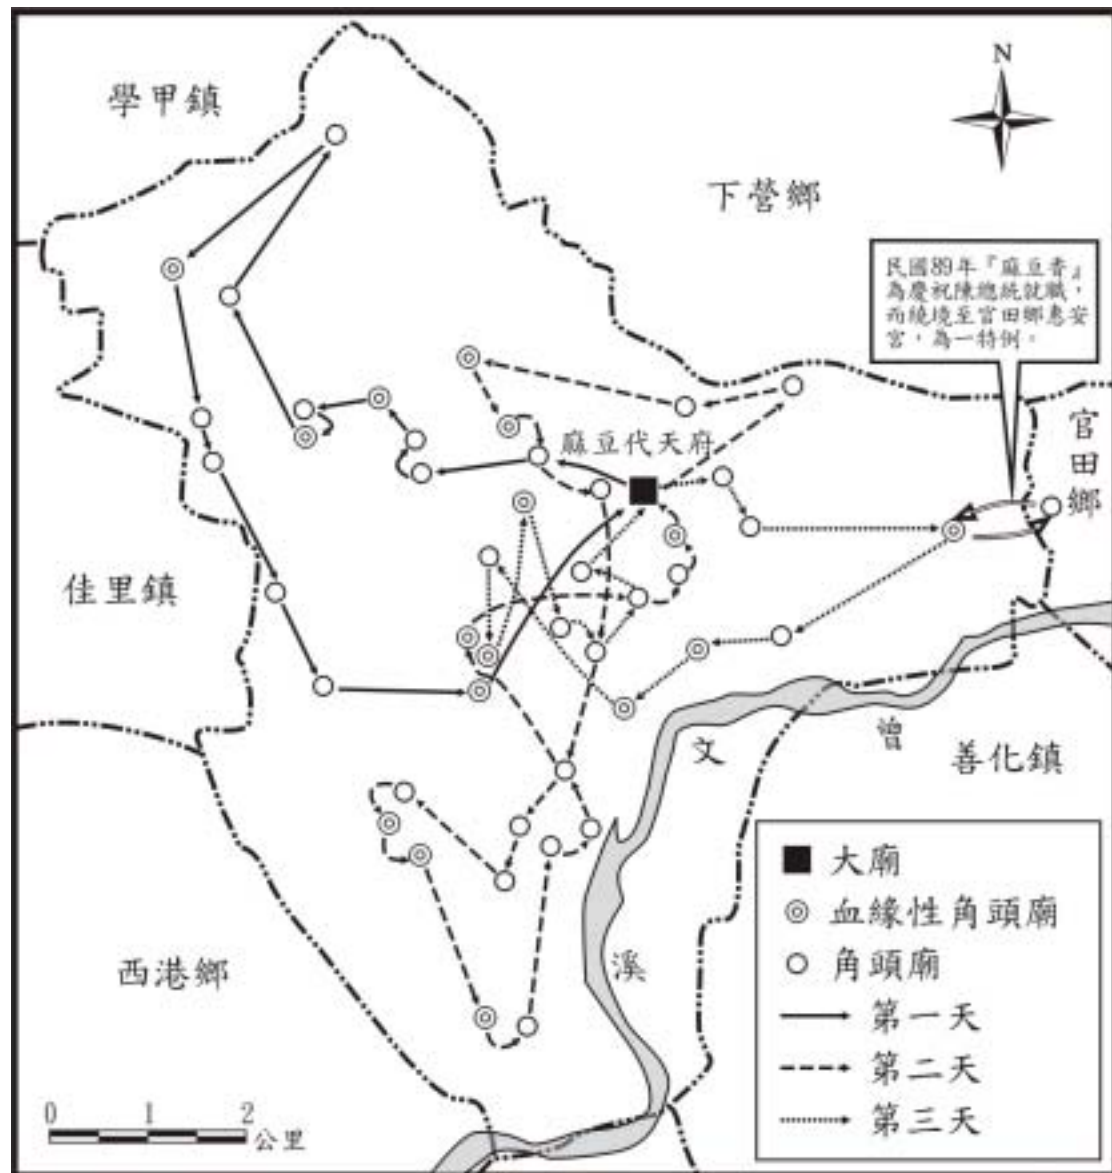 學甲鎮
N
下營鄉
民國89年『麻豆香』
為慶祝陳總統就職，
而繞境至官田鄉惠安
宮，為一特例。
麻豆代天府
官田鄉
佳里鎮
曾
文
溪
善化鎮
西港鄉
大廟
血緣性角頭廟
角頭廟
第一天
第二天
第三天
0 1 2
公里